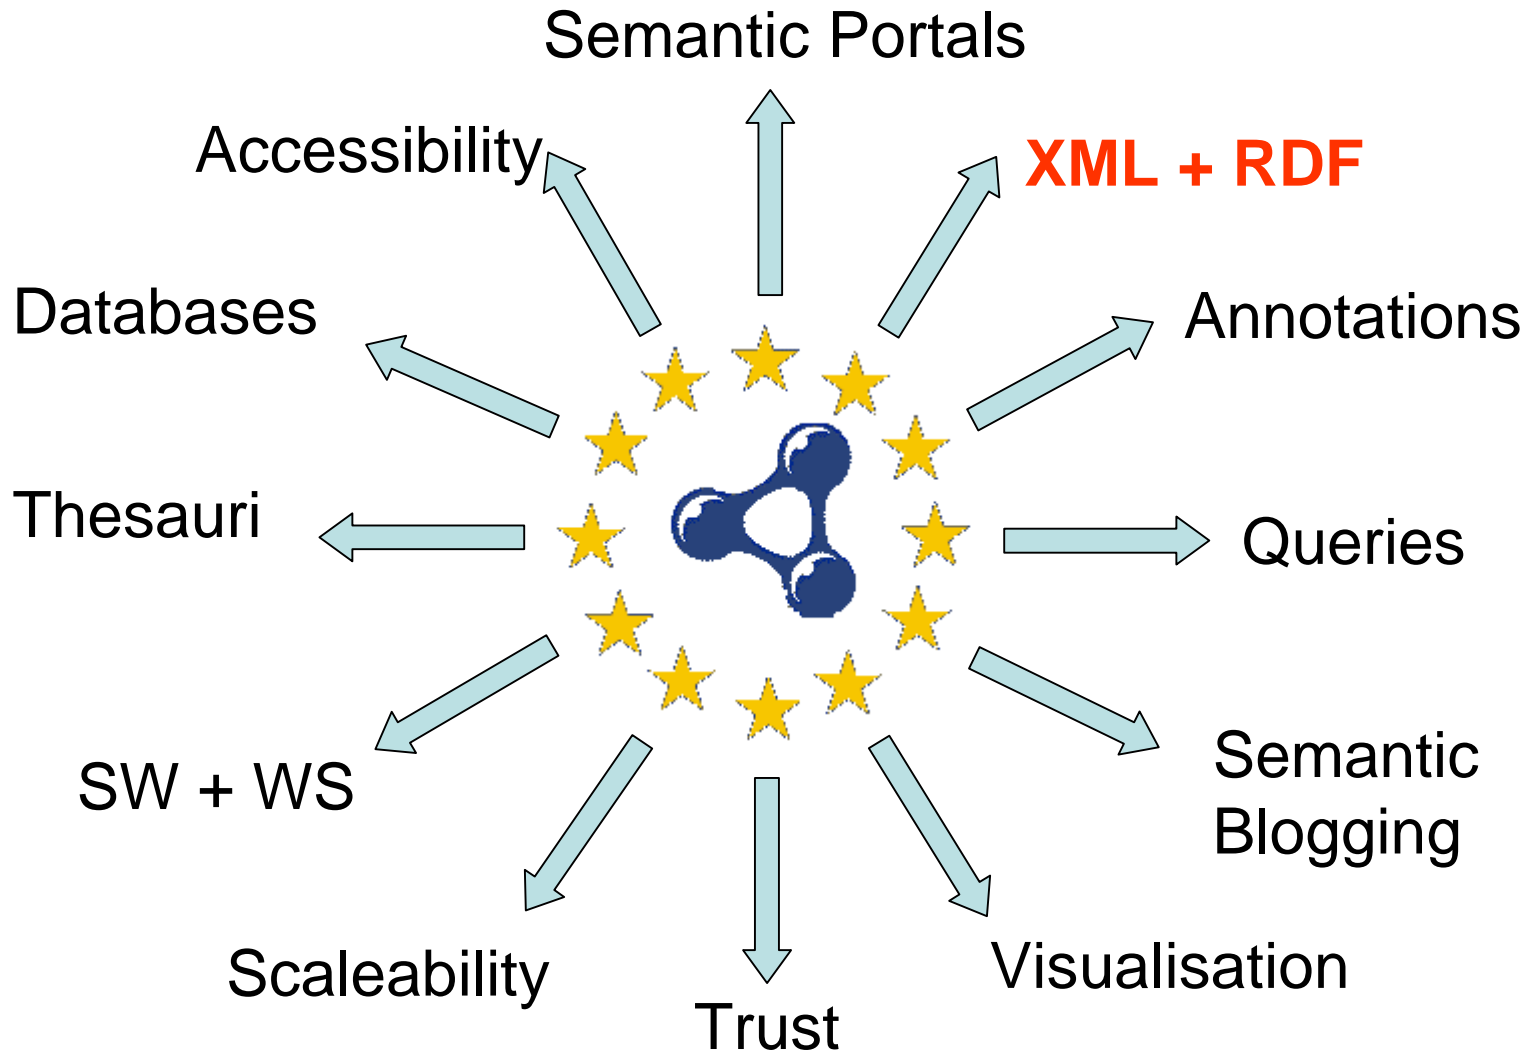 Semantic Portals
Accessibility
XML + RDF
Databases
Annotations
Thesauri
Queries
SW + WS
Semantic
Blogging
Scaleability
Visualisation
Trust